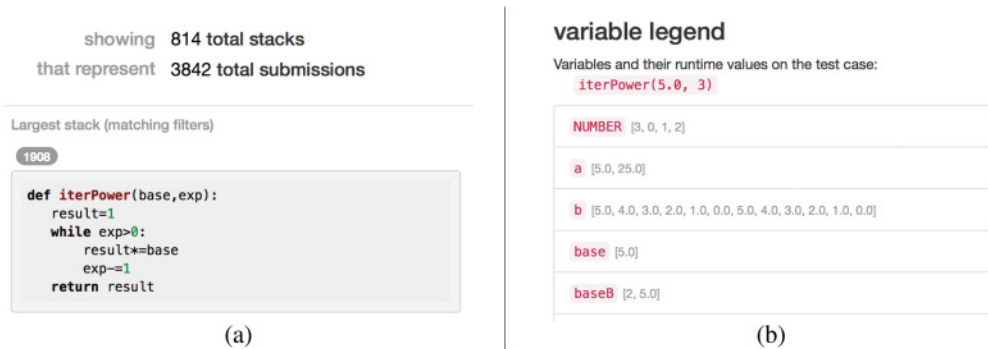 showing 814 total stacks
that represent 3842 total submissions
Largest stack (matching filters)
1908
def iterPower(base,exp):
    result=1
    while exp>0:
        result*=base
        exp-=1
    return result
(a)
variable legend
Variables and their runtime values on the test case:
iterPower(5.0, 3)
NUMBER [3, 0, 1, 2]
a [5.0, 25.0]
b [5.0, 4.0, 3.0, 2.0, 1.0, 0.0, 5.0, 4.0, 3.0, 2.0, 1.0, 0.0]
base [5.0]
baseB [2, 5.0]
(b)